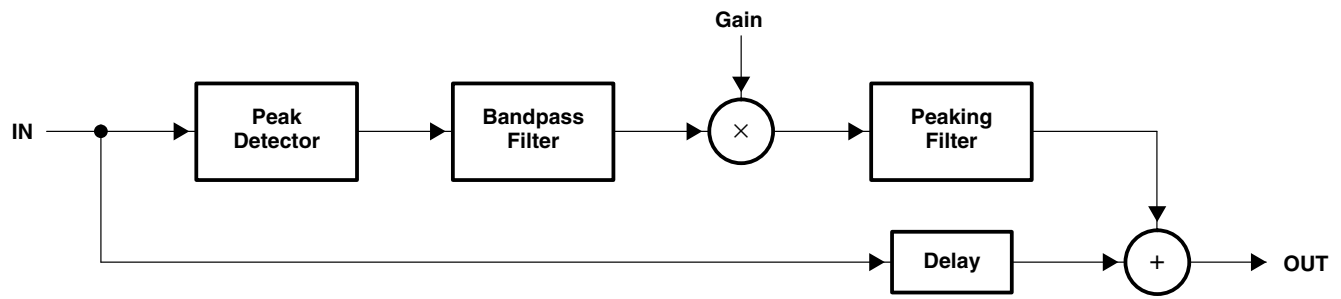 Gain
IN
Peak
Detector
Bandpass
Filter
×
Peaking
Filter
Delay
+
OUT